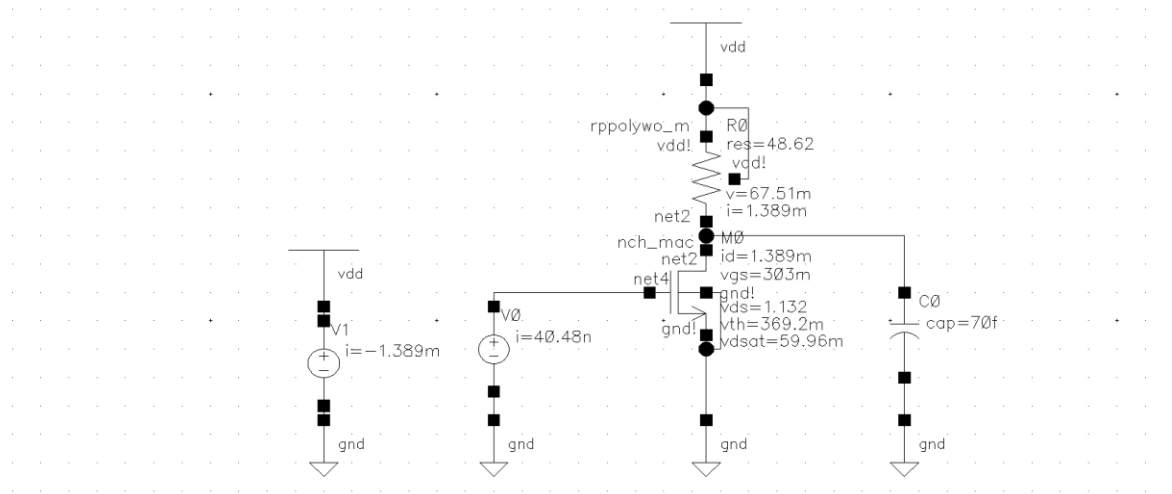 vdd
rppolywo_m
R0
vdd!
res=48.62
vdd!
v=67.51m
i=1.389m
net2
nch_mac
M0
net2
id=1.389m
vgs=303m
net4
gnd!
vds=1.132
gnd!
vth=369.2m
vdsat=59.96m
vdd
V1
i=-1.389m
gnd
V0
i=40.48n
gnd
gnd
C0
cap=70f
gnd